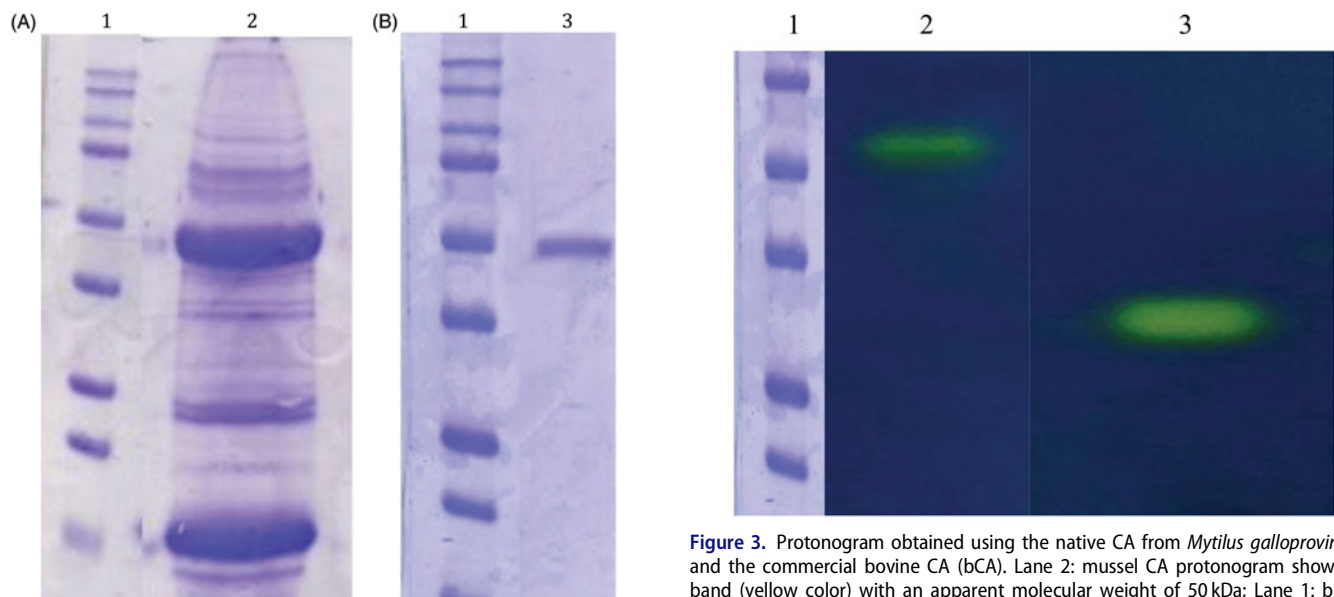 (A) 1 2 (B) 1 3
1 2 3
Figure 3. Protonogram obtained using the native CA from Mytilus
and the commercial bovine CA (bCA). Lane 2: mussel CA protonogram
band (yellow color) with an apparent molecular weight of 50 kDa; Lane 1: